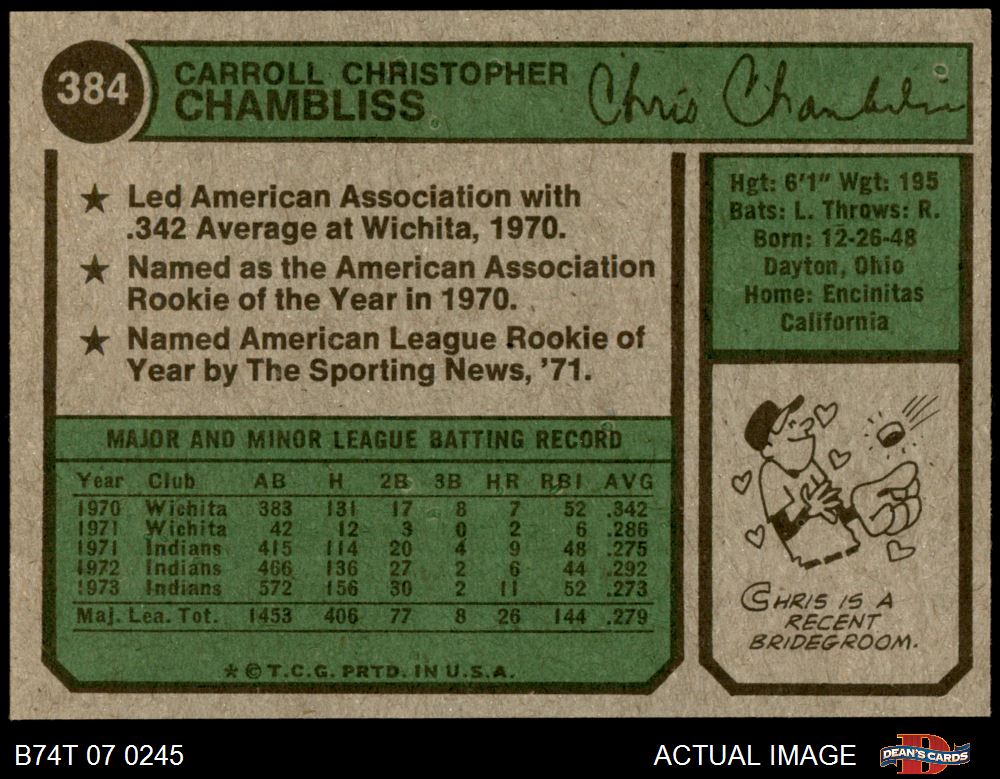 384
CARROLL CHRISTOPHER
CHAMBLISS
Chris Chambliss
★ Led American Association with
.342 Average at Wichita, 1970.
★ Named as the American Association
Rookie of the Year in 1970.
★ Named American League Rookie of
Year by The Sporting News, '71.
Hgt: 6'1" Wgt: 195
Bats: L. Throws: R.
Born: 12-26-48
Dayton, Ohio
Home: Encinitas
California
MAJOR AND MINOR LEAGUE BATTING RECORD
Year Club AB H 2B 3B HR RBI AVG
1970 Wichita 383 131 17 8 7 52 .342
1971 Wichita 42 12 3 0 2 6 .286
1971 Indians 415 114 20 4 9 48 .275
1972 Indians 466 136 27 2 6 44 .292
1973 Indians 572 156 30 2 11 52 .273
Maj. Lea. Tot. 1453 406 77 8 26 144 .279
* © T.C.G. PRTD. IN U.S.A.
CHRIS IS A
RECENT
BRIDEGROOM.
B74T 07 0245
ACTUAL IMAGE
DEAN'S CARDS